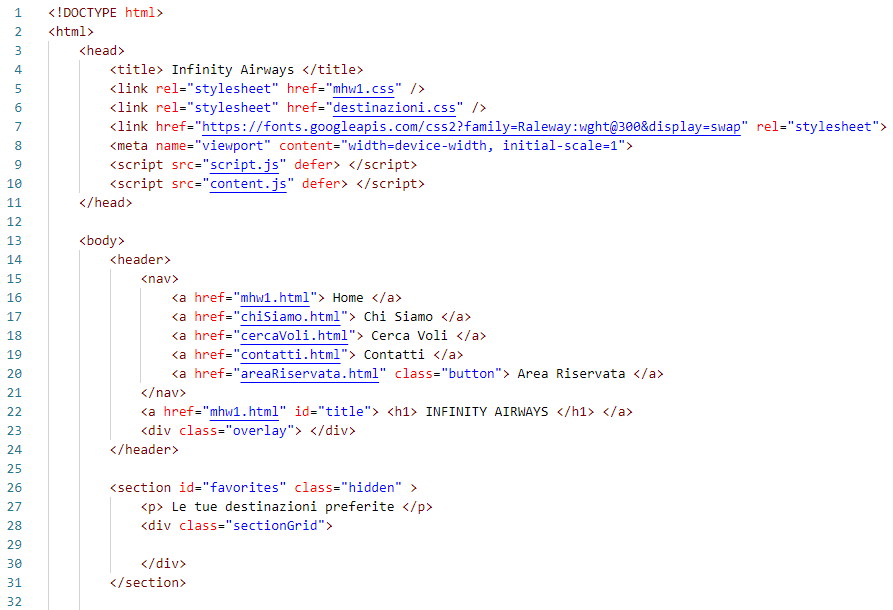 1 <!DOCTYPE html>
2 <html>
3     <head>
4         <title> Infinity Airways </title>
5         <link rel="stylesheet" href="mhw1.css" />
6         <link rel="stylesheet" href="destinazioni.css" />
7         <link href="https://fonts.googleapis.com/css2?family=Raleway:wght@300&display=swap" rel="stylesheet">
8         <meta name="viewport" content="width=device-width, initial-scale=1">
9         <script src="script.js" defer> </script>
10         <script src="content.js" defer> </script>
11     </head>
12
13     <body>
14         <header>
15             <nav>
16                 <a href="mhw1.html"> Home </a>
17                 <a href="chiSiamo.html"> Chi Siamo </a>
18                 <a href="cercaVoli.html"> Cerca Voli </a>
19                 <a href="contatti.html"> Contatti </a>
20                 <a href="areaRiservata.html" class="button"> Area Riservata </a>
21             </nav>
22             <a href="mhw1.html" id="title"> <h1> INFINITY AIRWAYS </h1> </a>
23             <div class="overlay"> </div>
24         </header>
25
26         <section id="favorites" class="hidden" >
27             <p> Le tue destinazioni preferite </p>
28             <div class="sectionGrid">
29
30             </div>
31         </section>
32